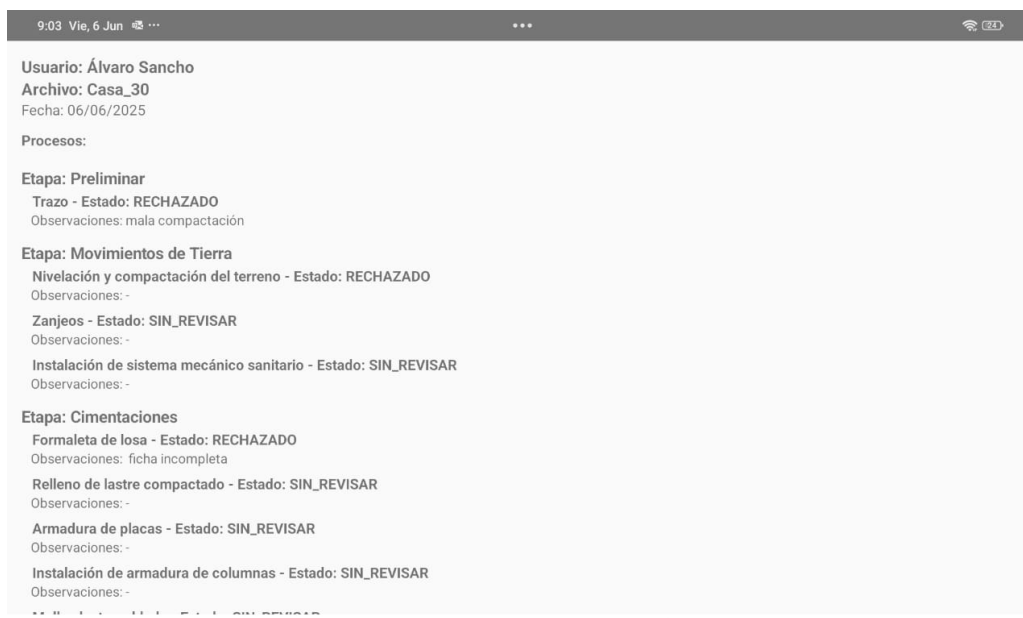 9:03 Vie, 6 Jun ··· ••• 24
Usuario: Álvaro Sancho
Archivo: Casa_30
Fecha: 06/06/2025
Procesos:
Etapa: Preliminar
Trazo - Estado: RECHAZADO
Observaciones: mala compactación
Etapa: Movimientos de Tierra
Nivelación y compactación del terreno - Estado: RECHAZADO
Observaciones: -
Zanjeos - Estado: SIN_REVISAR
Observaciones: -
Instalación de sistema mecánico sanitario - Estado: SIN_REVISAR
Observaciones: -
Etapa: Cimentaciones
Formaleta de losa - Estado: RECHAZADO
Observaciones: ficha incompleta
Relleno de lastre compactado - Estado: SIN_REVISAR
Observaciones: -
Armadura de placas - Estado: SIN_REVISAR
Observaciones: -
Instalación de armadura de columnas - Estado: SIN_REVISAR
Observaciones: -